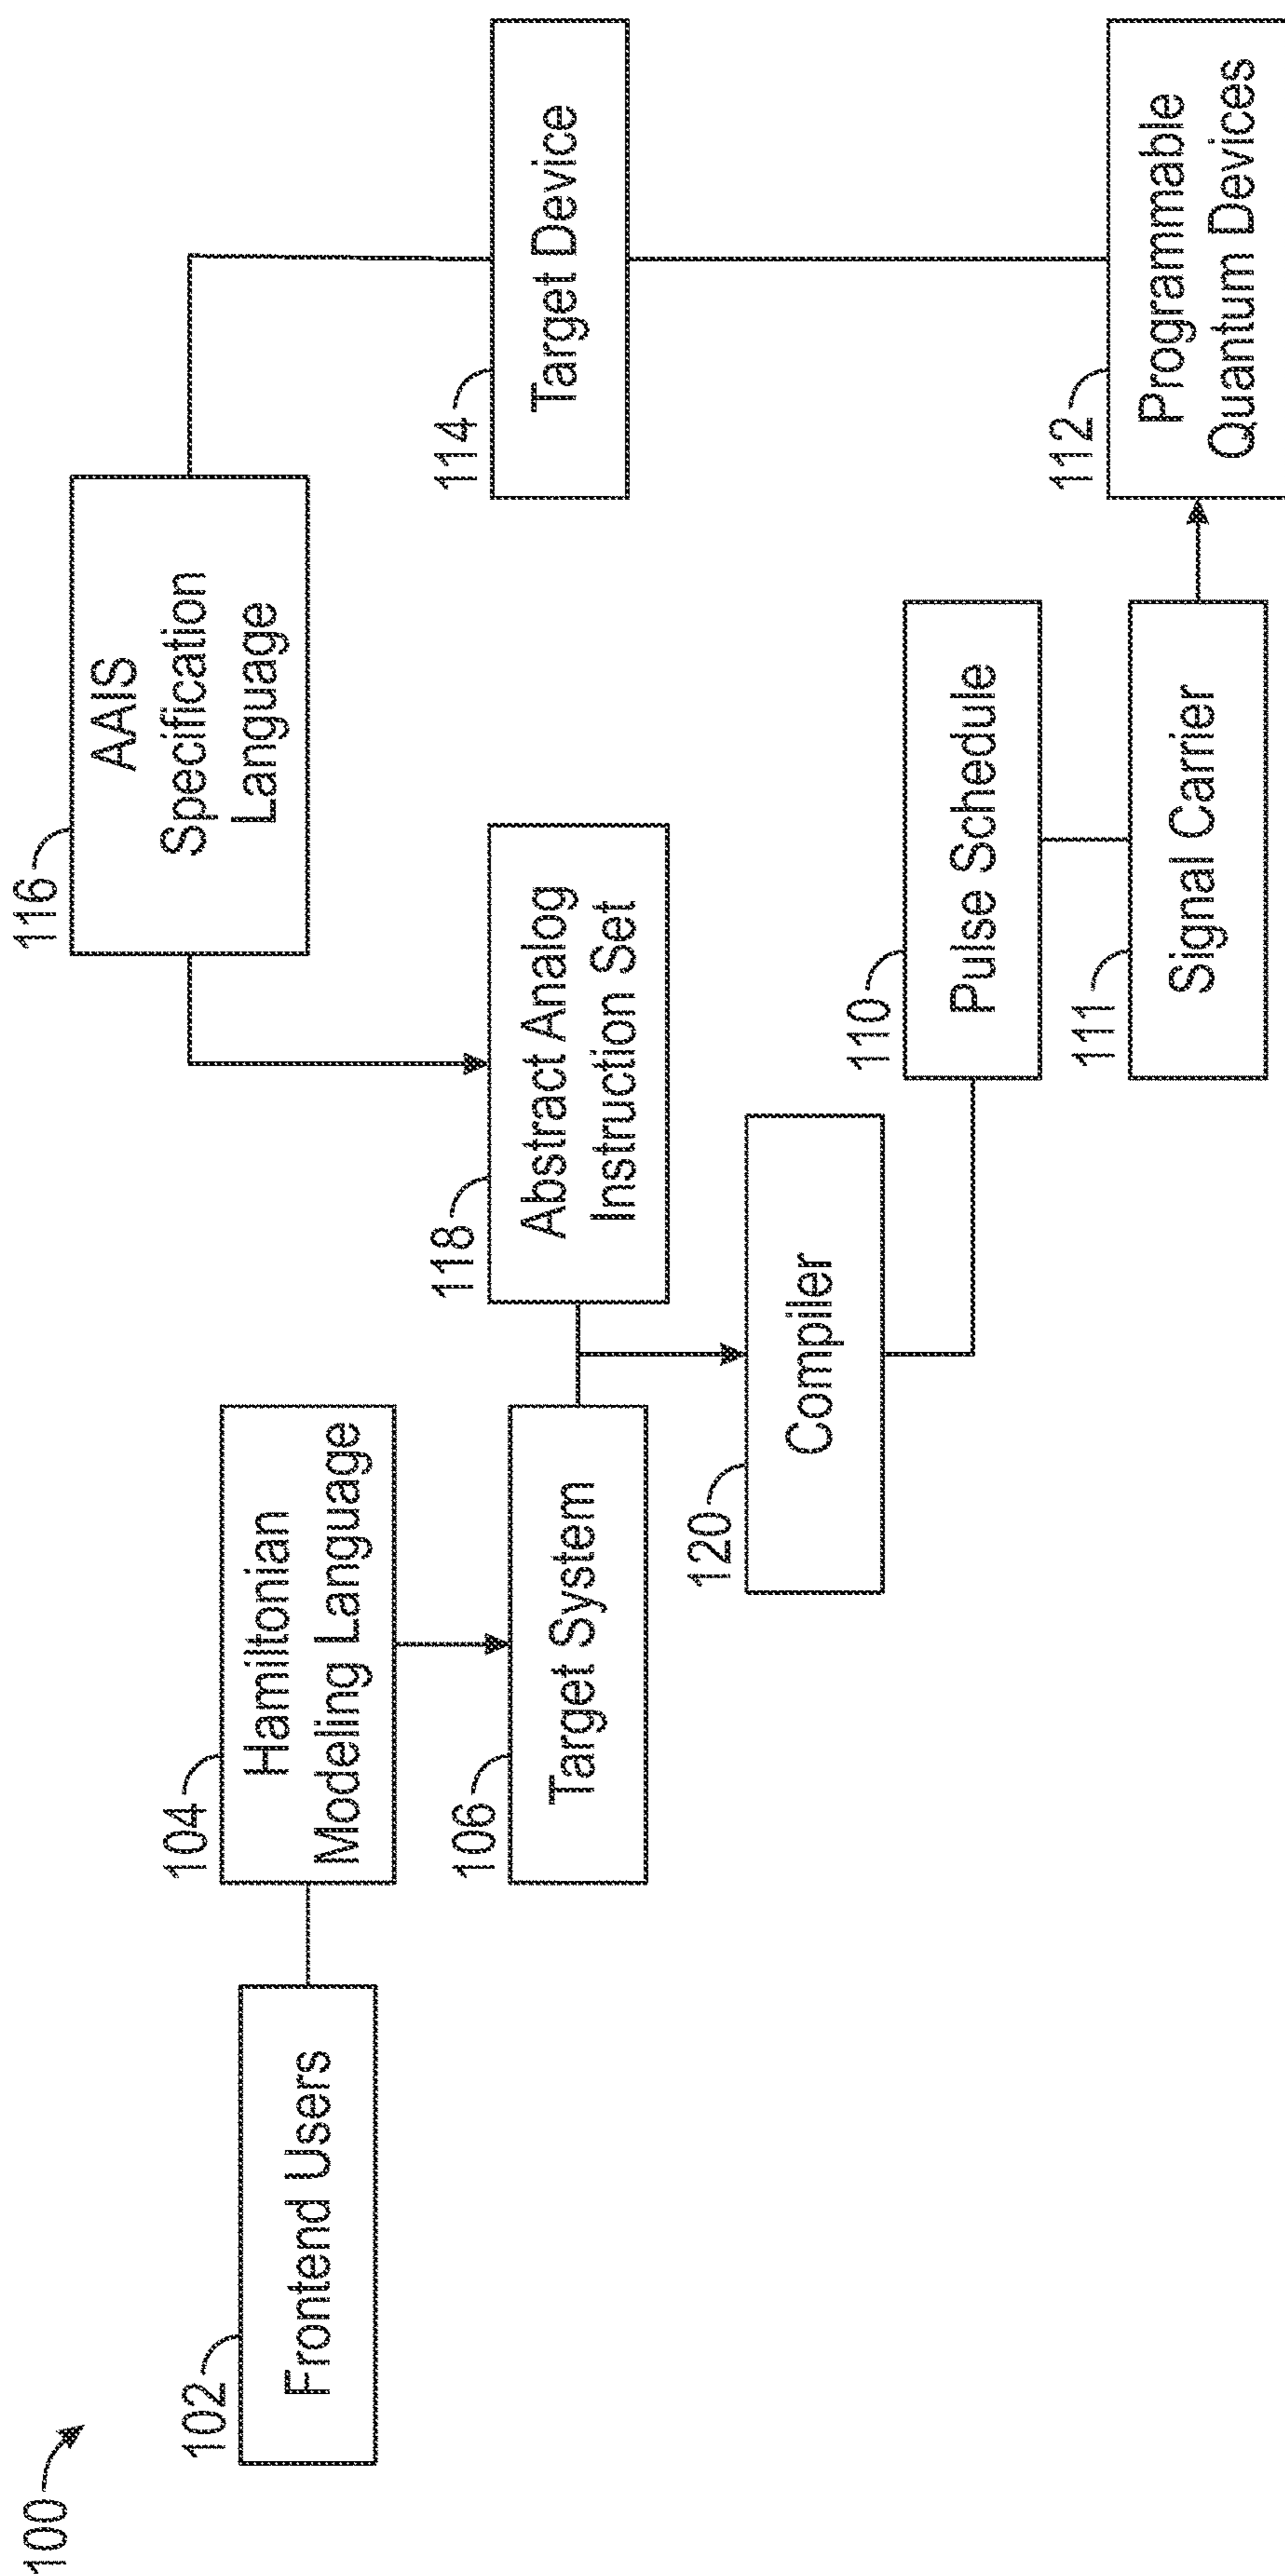 100
102
Frontend Users
104
Hamiltonian
Modeling Language
106
Target System
116
AAIS
Specification
Language
118
Abstract Analog
Instruction Set
120
Compiler
110
Pulse Schedule
111
Signal Carrier
114
Target Device
112
Programmable
Quantum Devices